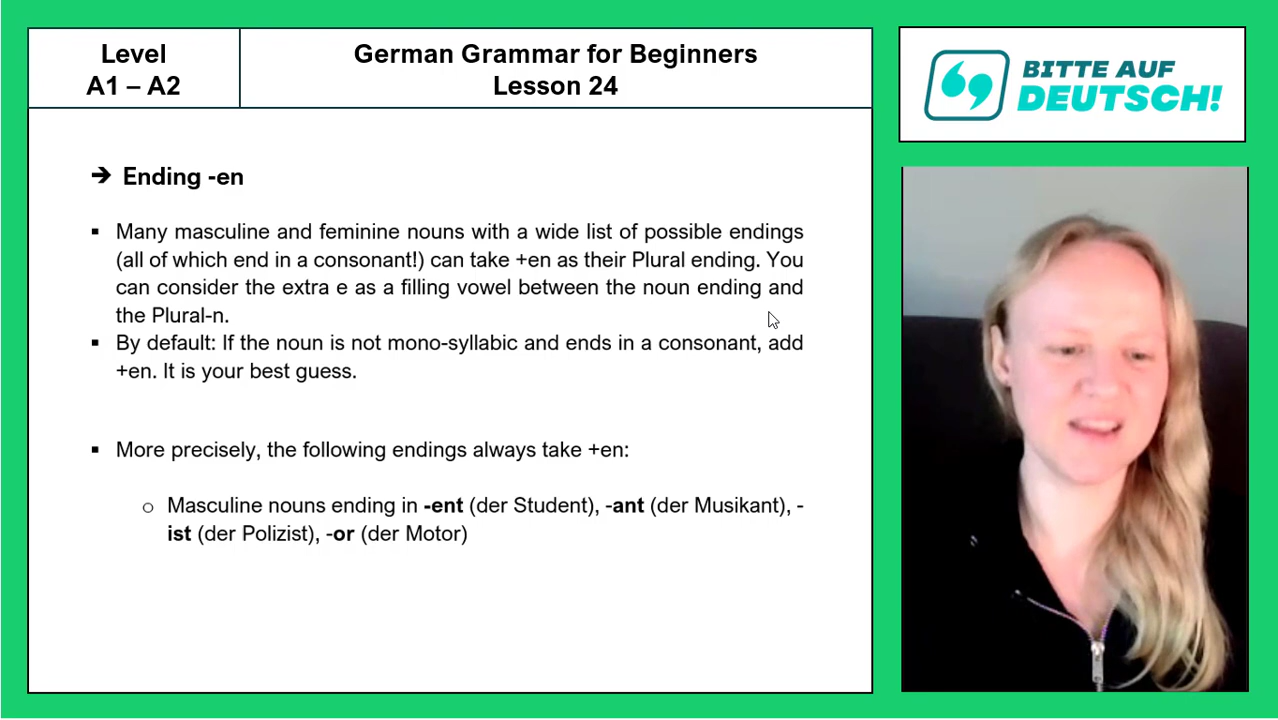 Level
A1 – A2
German Grammar for Beginners
Lesson 24
BITTE AUF
DEUTSCH!
➔ Ending -en
▪ Many masculine and feminine nouns with a wide list of possible endings
(all of which end in a consonant!) can take +en as their Plural ending. You
can consider the extra e as a filling vowel between the noun ending and
the Plural-n.
▪ By default: If the noun is not mono-syllabic and ends in a consonant, add
+en. It is your best guess.
▪ More precisely, the following endings always take +en:
o Masculine nouns ending in -ent (der Student), -ant (der Musikant), -
ist (der Polizist), -or (der Motor)